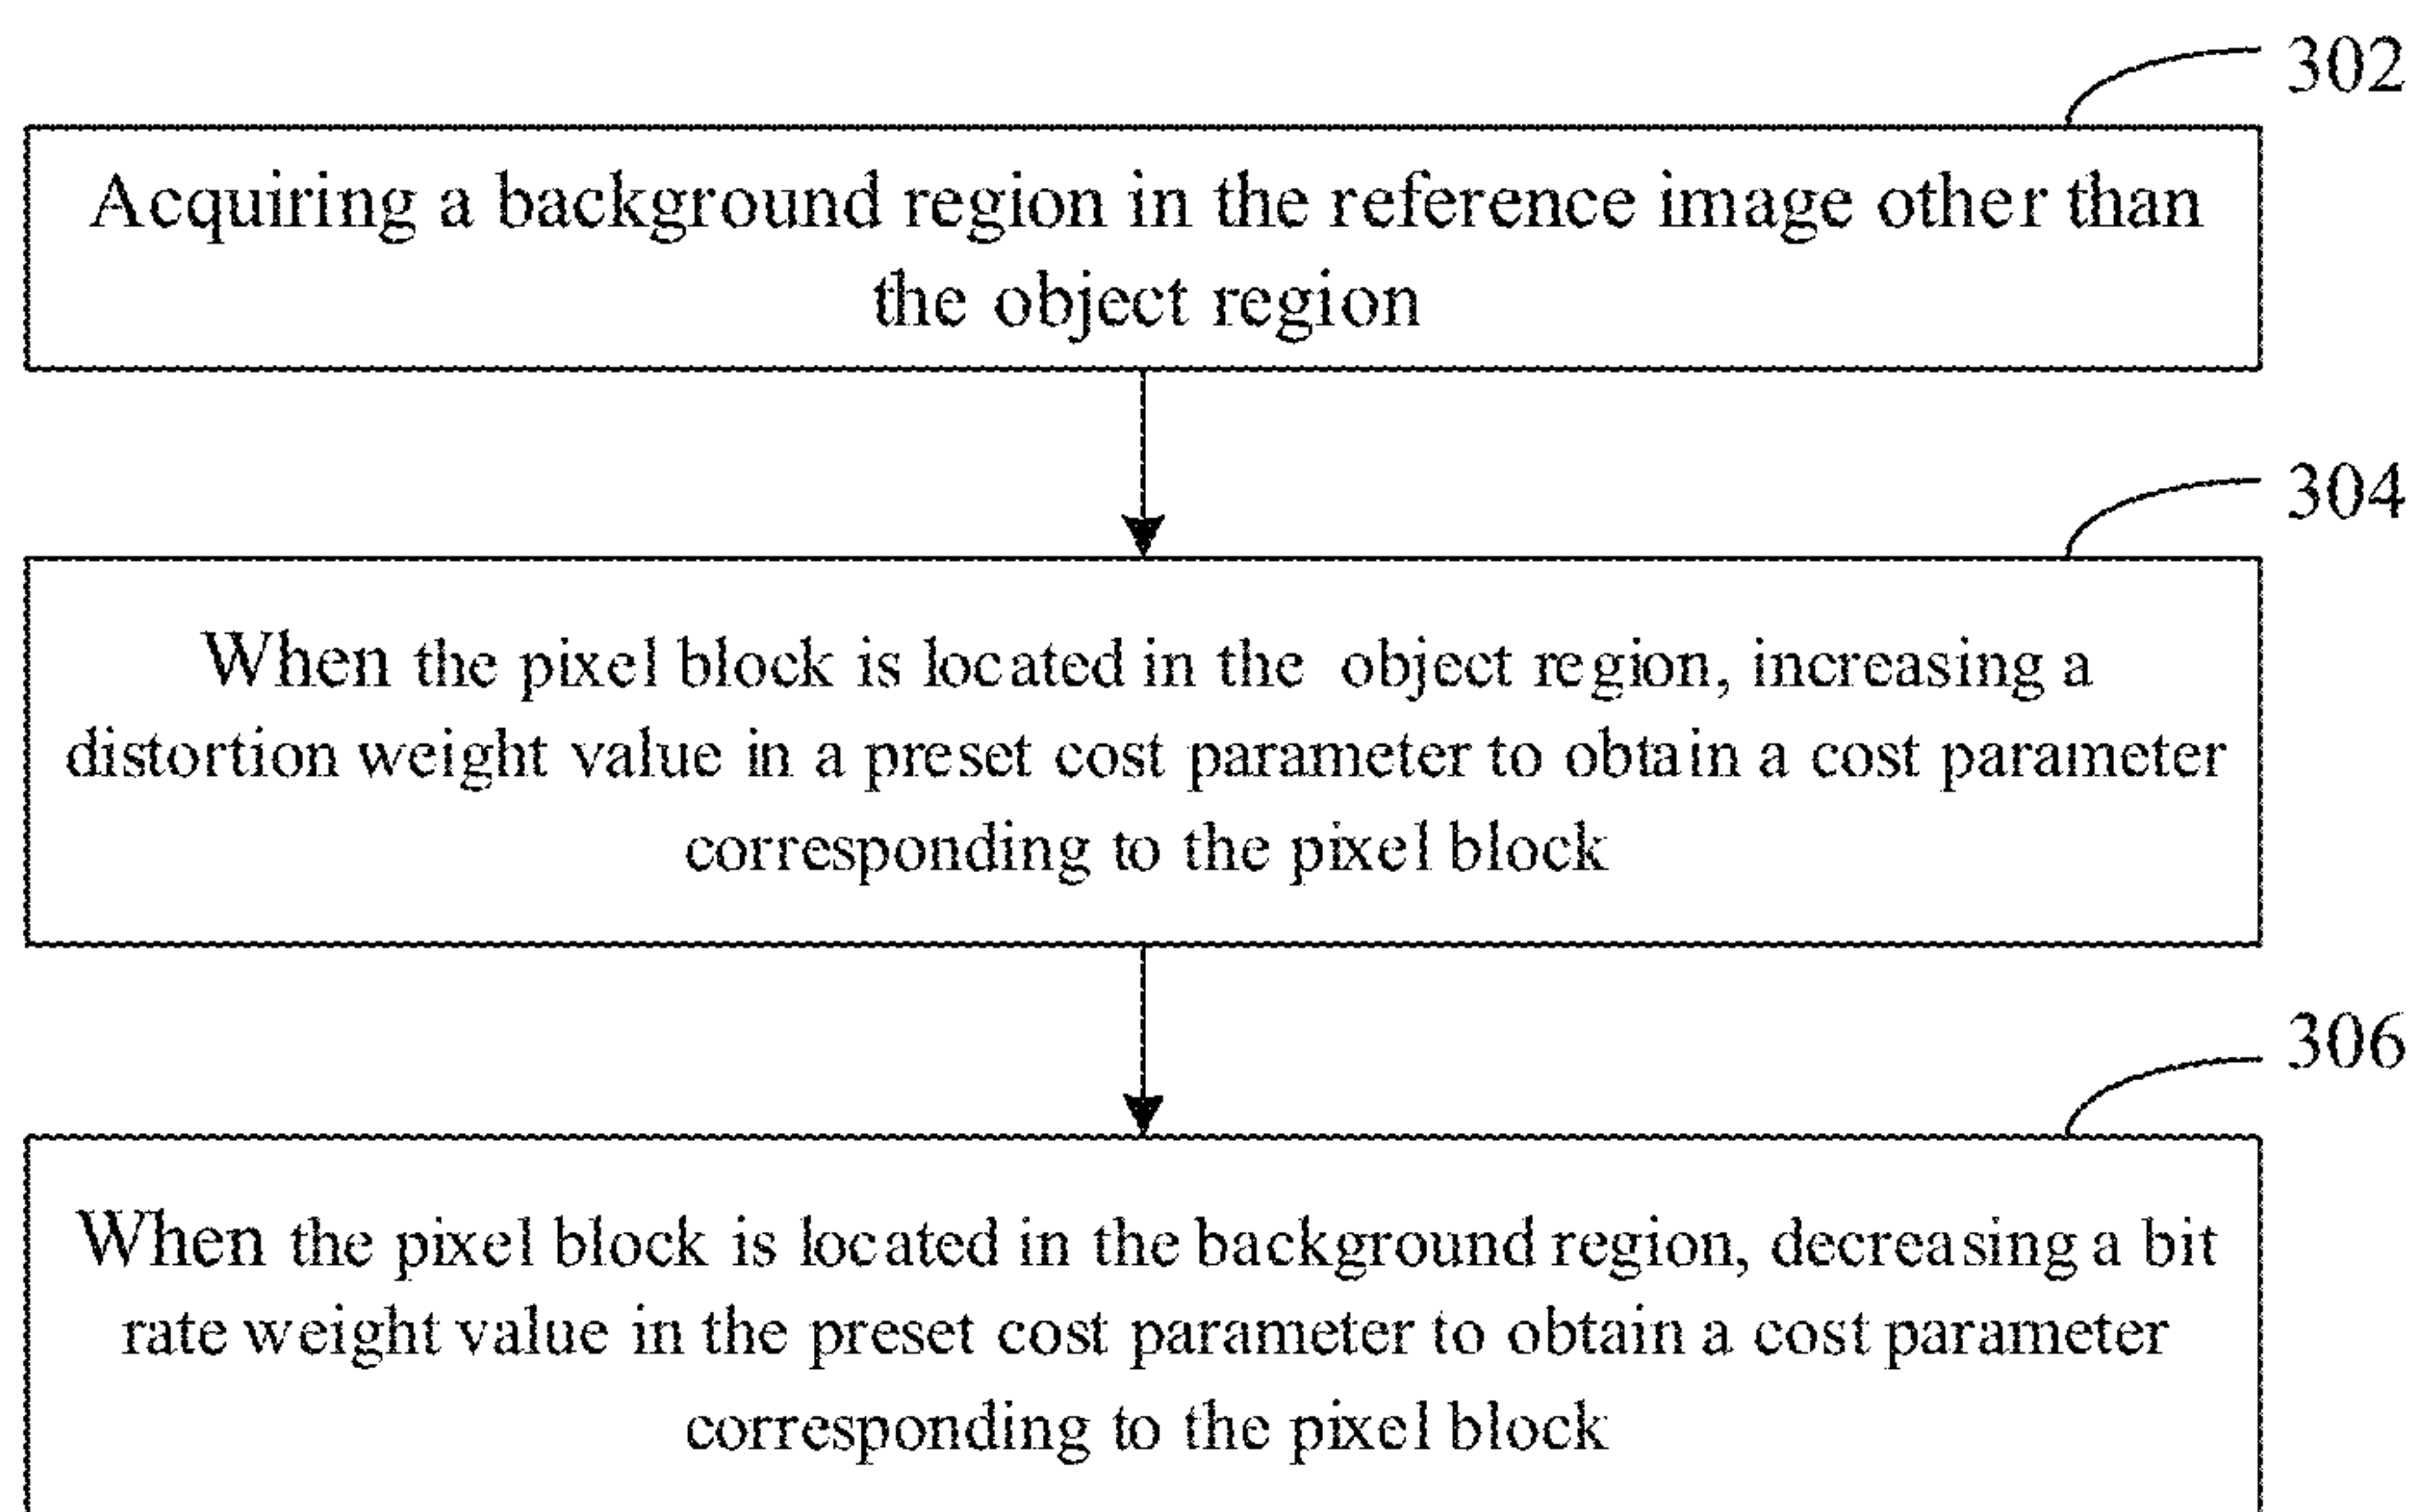 302
Acquiring a background region in the reference image other than
the object region
304
When the pixel block is located in the object region, increasing a
distortion weight value in a preset cost parameter to obtain a cost parameter
corresponding to the pixel block
306
When the pixel block is located in the background region, decreasing a bit
rate weight value in the preset cost parameter to obtain a cost parameter
corresponding to the pixel block